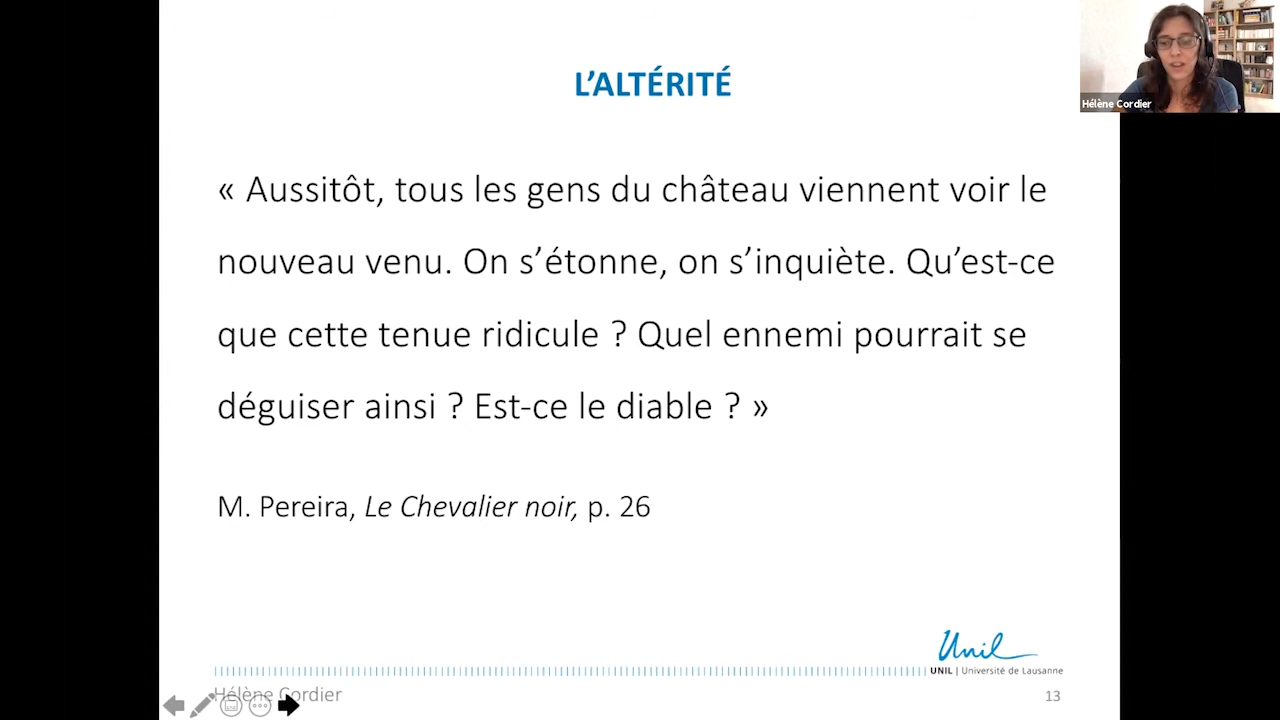 L'ALTÉRITÉ
Hélène Cordier
« Aussitôt, tous les gens du château viennent voir le
nouveau venu. On s'étonne, on s'inquiète. Qu'est-ce
que cette tenue ridicule ? Quel ennemi pourrait se
déguiser ainsi ? Est-ce le diable ? »
M. Pereira, Le Chevalier noir, p. 26
Unil
UNIL | Université de Lausanne
Hélène Cordier
13